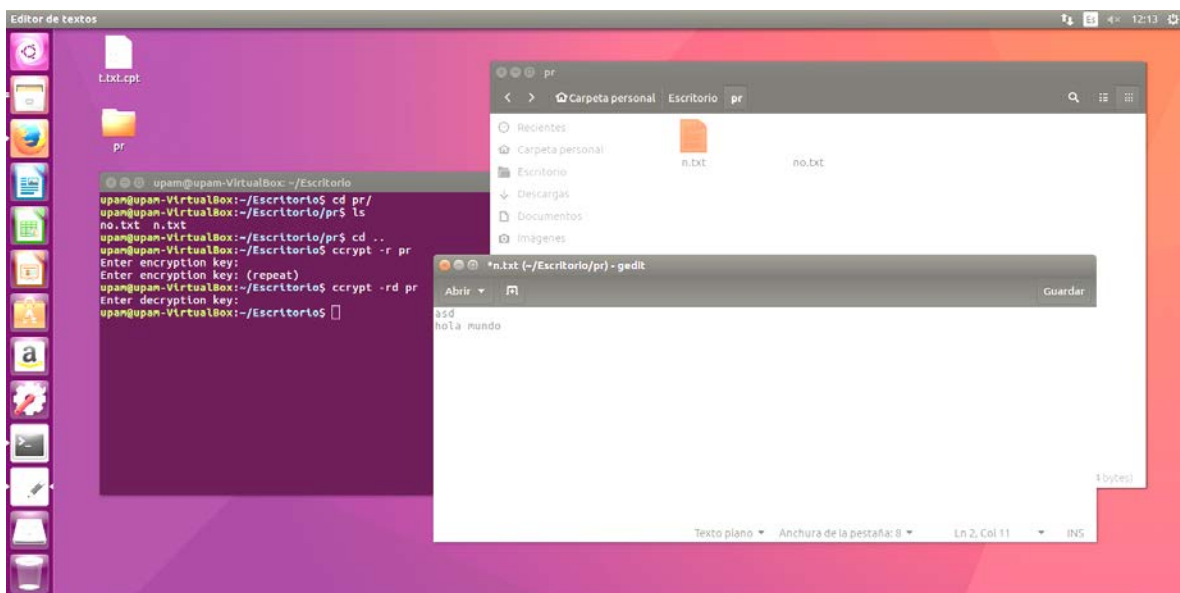 Editor de textos
Es 12:13
t.txt.cpt
pr
pr
Carpeta personal Escritorio pr
Recientes
Carpeta personal
Escritorio
Descargas
Documentos
Imágenes
n.txt no.txt
upam@upam-VirtualBox: ~/Escritorio
upam@upam-VirtualBox:~/Escritorio$ cd pr/
upam@upam-VirtualBox:~/Escritorio/pr$ ls
no.txt n.txt
upam@upam-VirtualBox:~/Escritorio/pr$ cd ..
upam@upam-VirtualBox:~/Escritorio$ ccrypt -r pr
Enter encryption key:
Enter encryption key: (repeat)
upam@upam-VirtualBox:~/Escritorio$ ccrypt -rd pr
Enter decryption key:
upam@upam-VirtualBox:~/Escritorio$
*n.txt (~/Escritorio/pr) - gedit
Abrir Guardar
asd
hola mundo
bytes)
Texto plano Anchura de la pestaña: 8 Ln 2, Col 11 INS